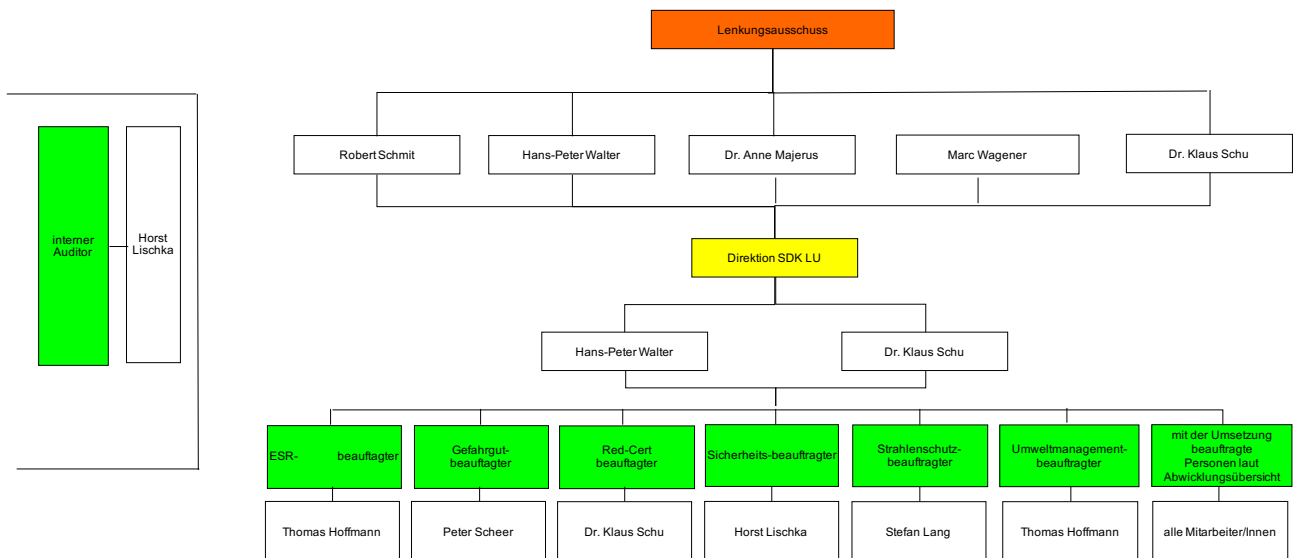 Lenkungsausschuss
Robert Schmit
Hans-Peter Walter
Dr. Anne Majerus
Marc Wagener
Dr. Klaus Schu
interner
Auditor
Horst
Lischka
Direktion SDK LU
Hans-Peter Walter
Dr. Klaus Schu
ESR- beauftagter
Gefahrgut-
beauftagter
Red-Cert
beauftagter
Sicherheits-beauftragter
Strahlenschutz-
beauftragter
Umweltmanagement-
beauftragter
mit der Umsetzung
beauftragte
Personen laut
Abwicklungsübersicht
Thomas Hoffmann
Peter Scheer
Dr. Klaus Schu
Horst Lischka
Stefan Lang
Thomas Hoffmann
alle Mitarbeiter/Innen